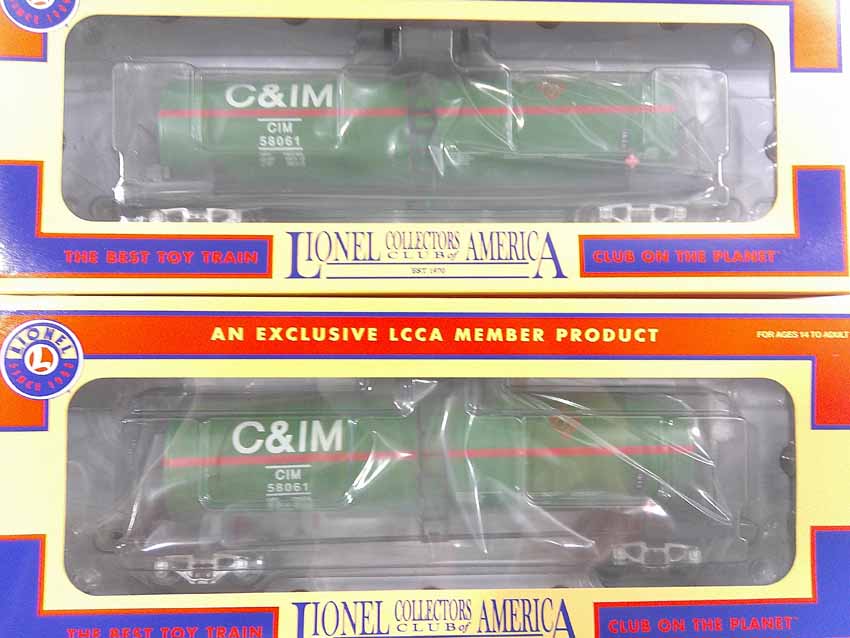 C&IM
CIM
58061
THE BEST TOY TRAIN
LIONEL COLLECTORS CLUB of AMERICA
EST 1970
CLUB ON THE PLANET
AN EXCLUSIVE LCCA MEMBER PRODUCT
FOR AGES 14 TO ADULT
LIONEL
L
C&IM
CIM
58061
THE BEST TOY TRAIN
LIONEL COLLECTORS CLUB of AMERICA
CLUB ON THE PLANET